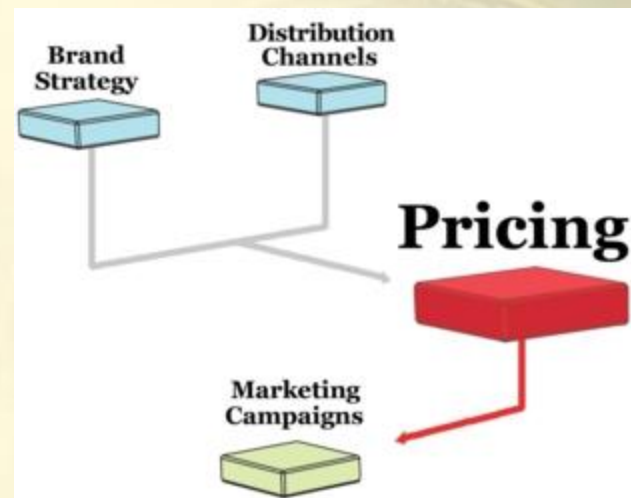 Brand
Strategy
Distribution
Channels
Pricing
Marketing
Campaigns